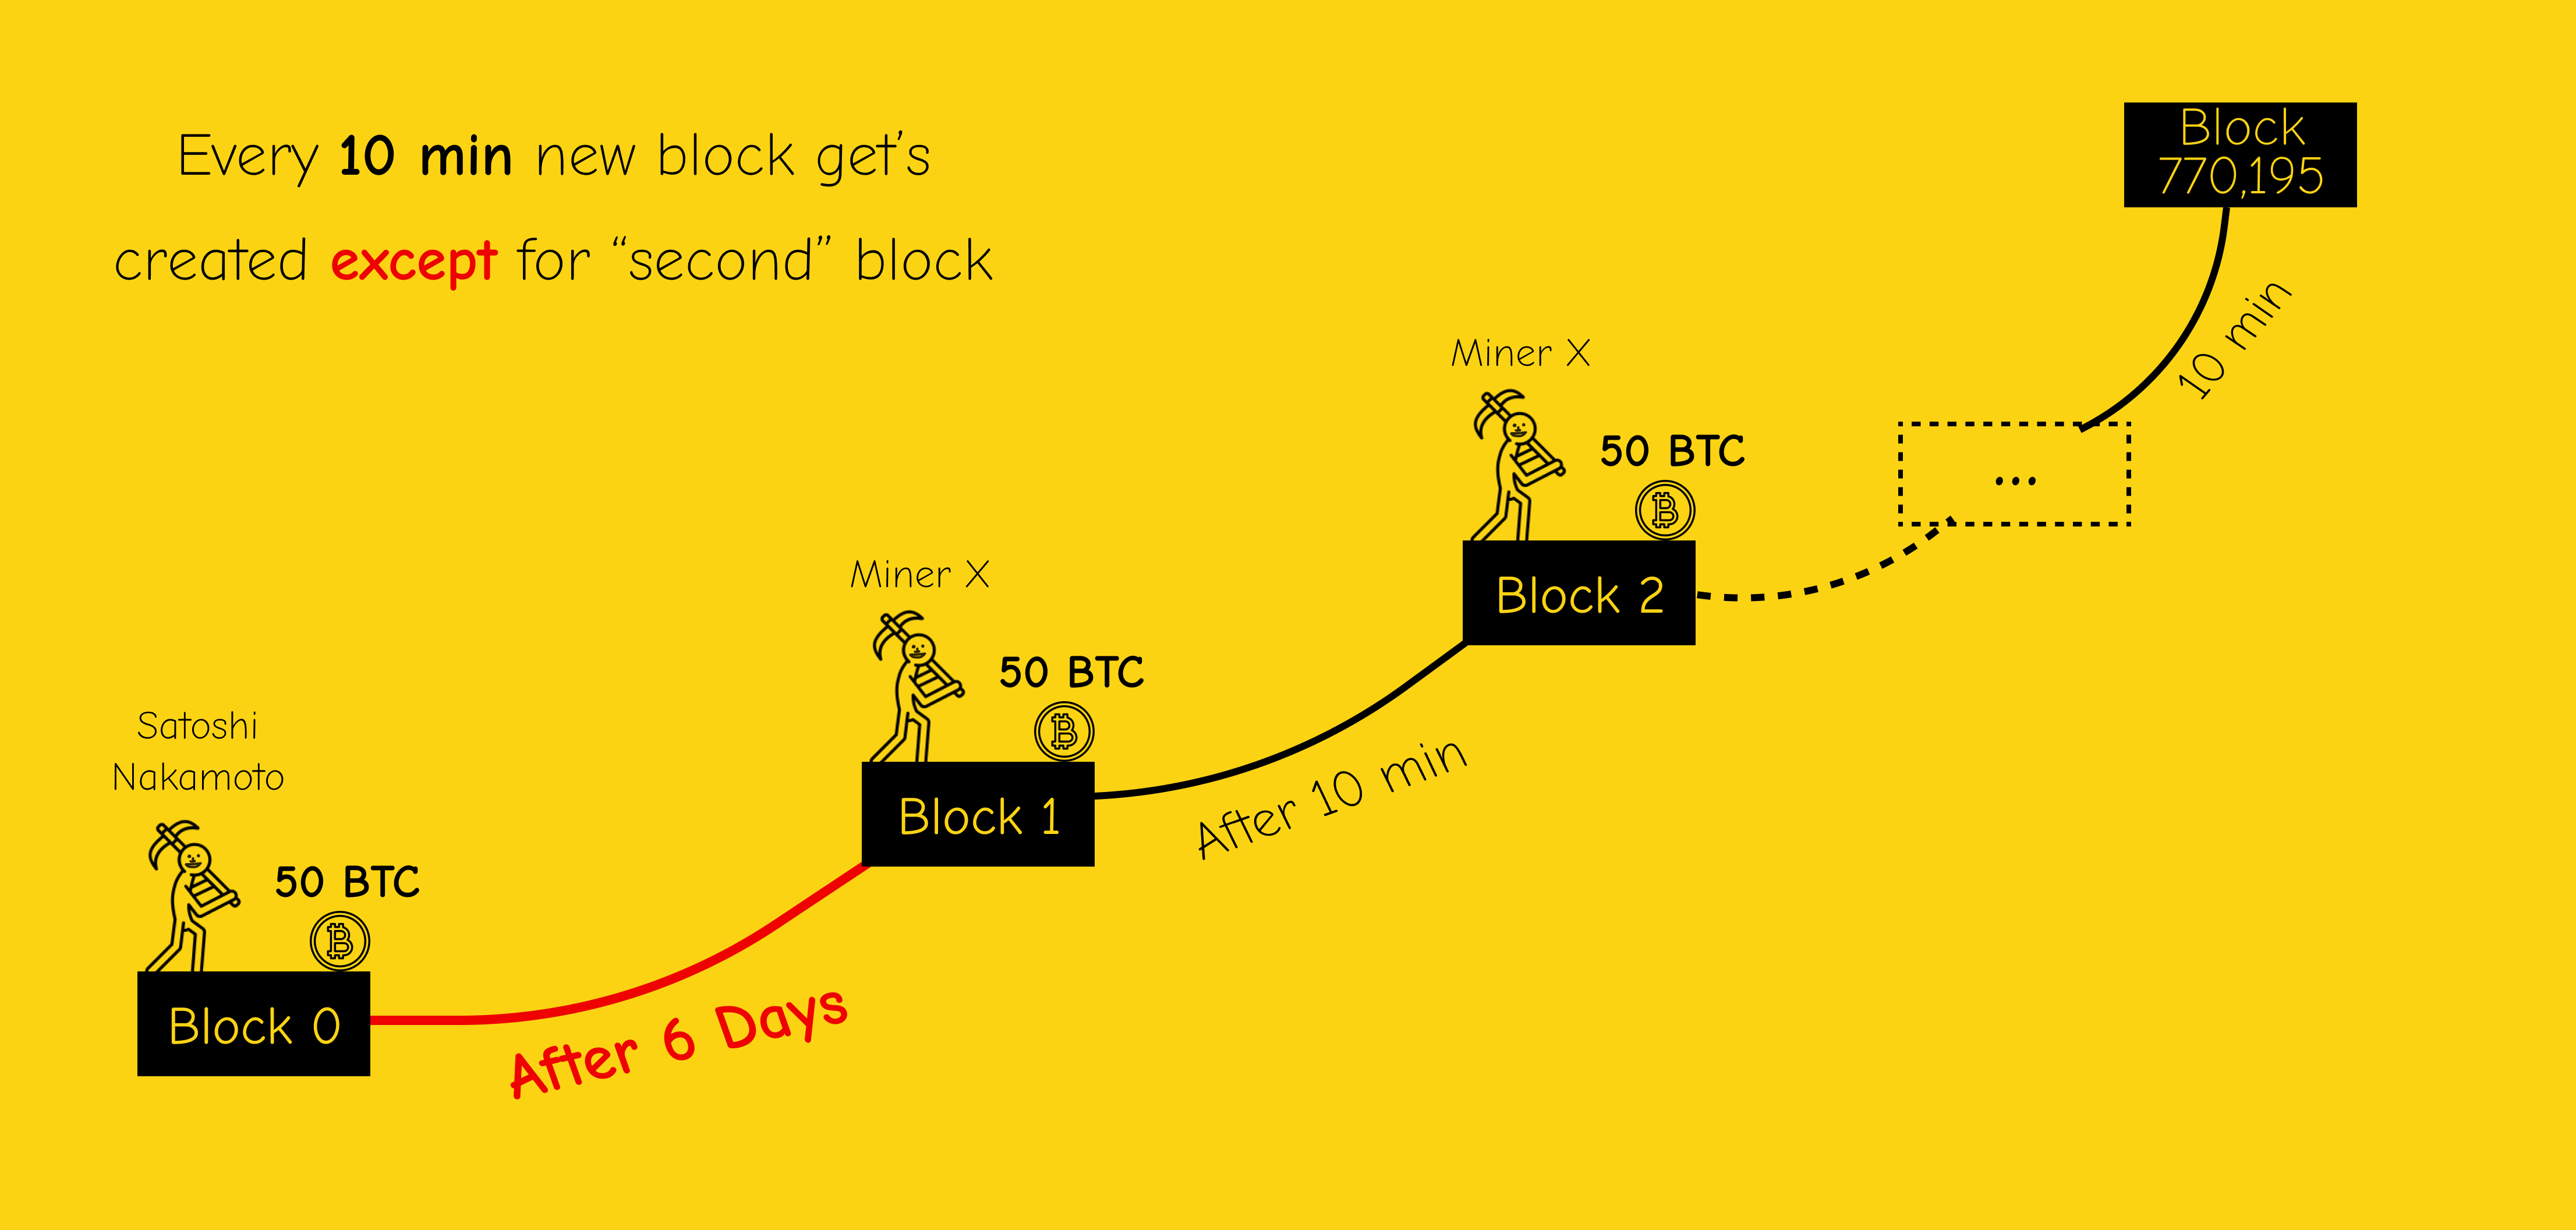 Every 10 min new block get's
created except for “second” block
Block
770,195
10 min
...
Miner X
50 BTC
Block 2
After 10 min
Miner X
50 BTC
Block 1
After 6 Days
Satoshi
Nakamoto
50 BTC
Block 0